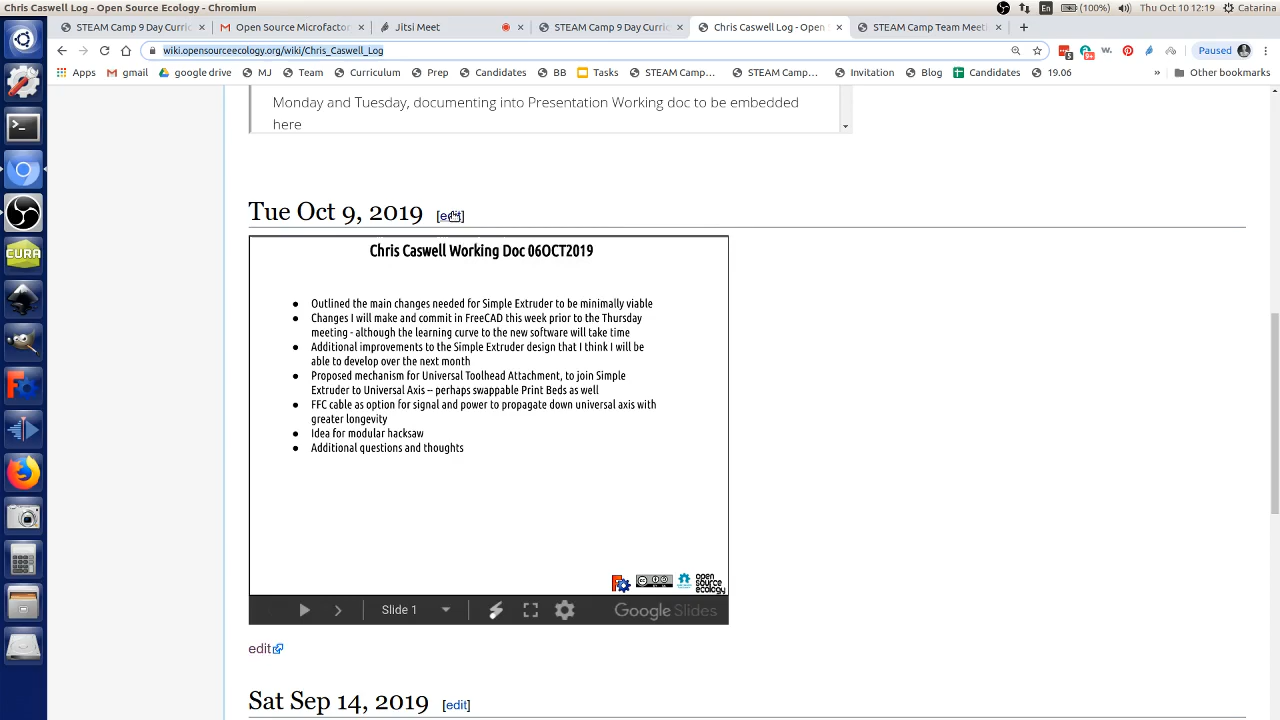 Chris Caswell Log - Open Source Ecology - Chromium
En (100%) Thu Oct 10 12:19 Catarina
STEAM Camp 9 Day Curric Open Source Microfactor Jitsi Meet STEAM Camp 9 Day Curric Chris Caswell Log - Open STEAM Camp Team Meet
wiki.opensourceecology.org/wiki/Chris_Caswell_Log Paused
Apps gmail google drive MJ Team Curriculum Prep Candidates BB Tasks STEAM Camp... STEAM Camp... Invitation Blog Candidates 19.06 » Other bookmarks
Monday and Tuesday, documenting into Presentation Working doc to be embedded
here
Tue Oct 9, 2019 [edit]
Chris Caswell Working Doc 06OCT2019
● Outlined the main changes needed for Simple Extruder to be minimally viable
● Changes I will make and commit in FreeCAD this week prior to the Thursday
meeting - although the learning curve to the new software will take time
● Additional improvements to the Simple Extruder design that I think I will be
able to develop over the next month
● Proposed mechanism for Universal Toolhead Attachment, to join Simple
Extruder to Universal Axis -- perhaps swappable Print Beds as well
● FFC cable as option for signal and power to propagate down universal axis with
greater longevity
● Idea for modular hacksaw
● Additional questions and thoughts
open
source
ecology
Slide 1 Google Slides
edit
Sat Sep 14, 2019 [edit]
CURA